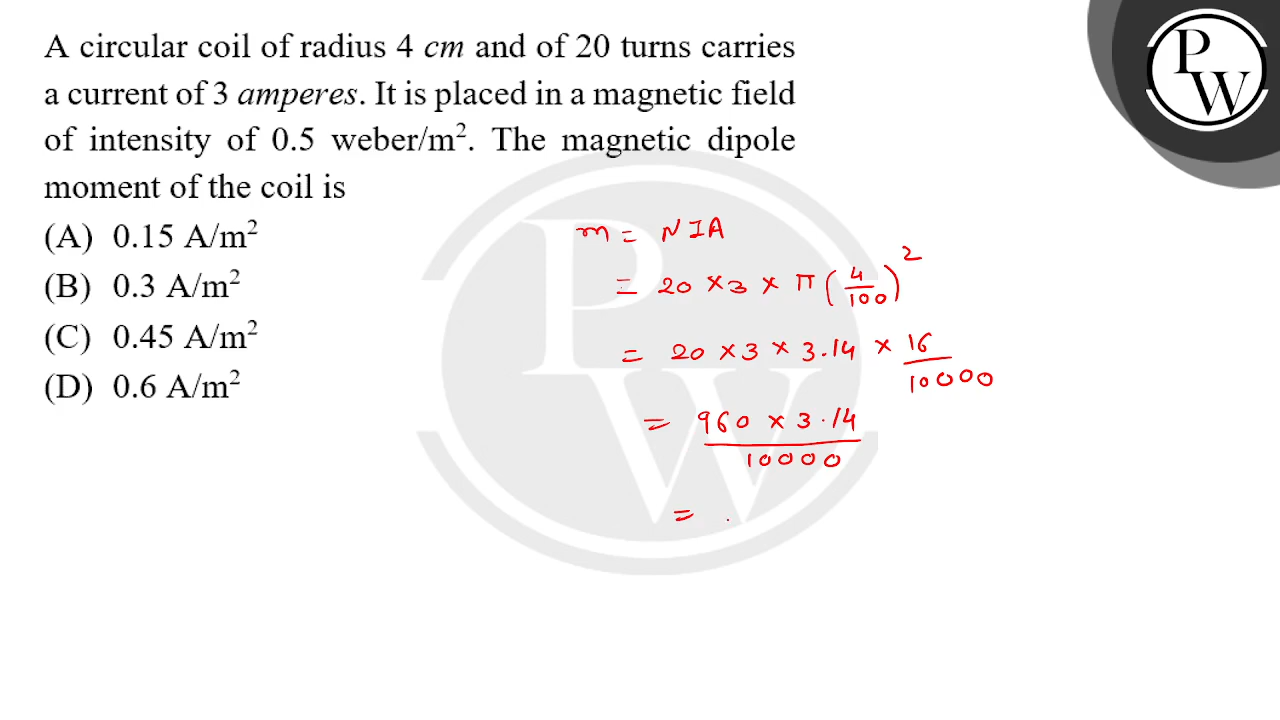 A circular coil of radius 4 cm and of 20 turns carries
a current of 3 amperes. It is placed in a magnetic field
of intensity of 0.5 weber/m². The magnetic dipole
moment of the coil is
(A) 0.15 A/m²
(B) 0.3 A/m²
(C) 0.45 A/m²
(D) 0.6 A/m²
m = NIA
= 20 × 3 × π (4/100)²
= 20 × 3 × 3.14 × 16/10000
= 960 × 3.14/10000
= .
PW
PW